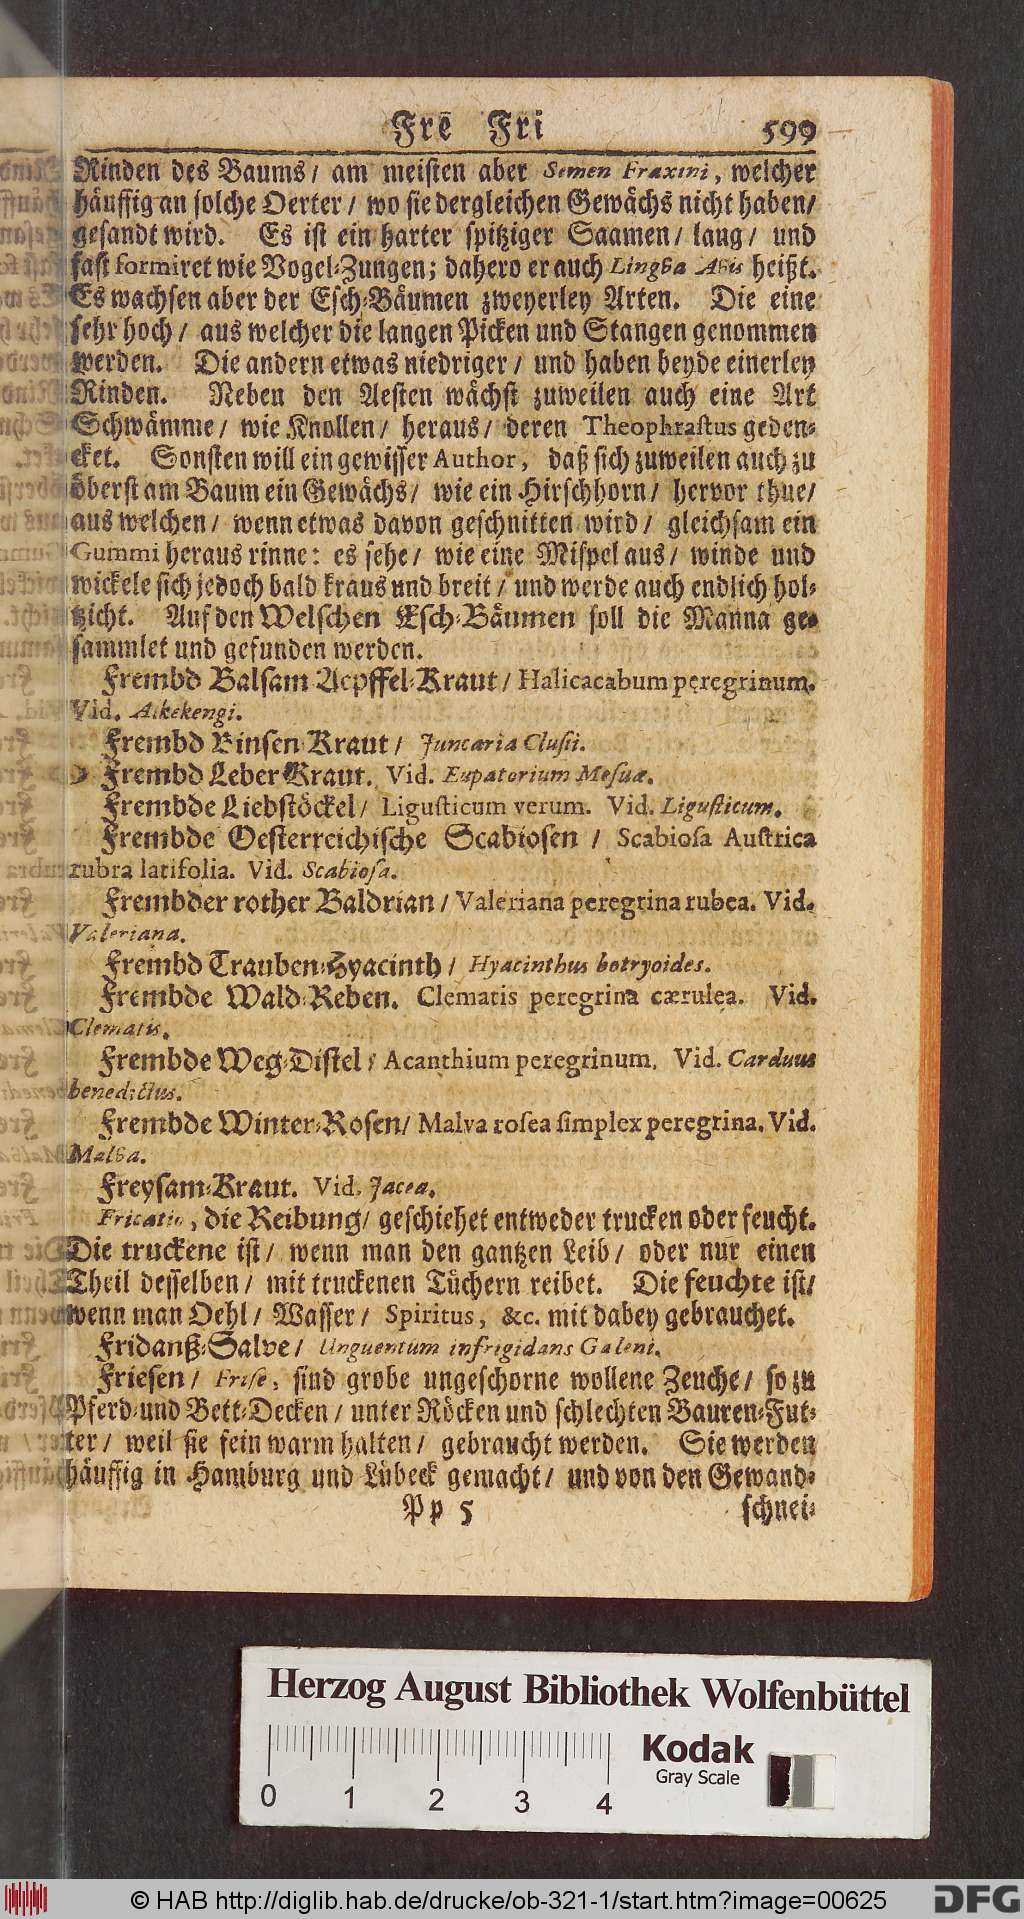 Fre Fri 599
Rinden des Baums/ am meisten aber Semen Fraxini, welcher
häuffig an solche Oerter/ wo sie dergleichen Gewächs nicht haben/
gesandt wird. Es ist ein harter spitziger Saamen/ lang/ und
fast formiret wie Vogel-Zungen; dahero er auch Lingva Avis heißt.
Es wachsen aber der Esch-Bäumen zweyerley Arten. Die eine
sehr hoch/ aus welcher die langen Picken und Stangen genommen
werden. Die andern etwas niedriger/ und haben beyde einerley
Rinden. Neben den Aesten wächst zuweilen auch eine Art
Schwämme/ wie Knollen/ heraus/ deren Theophrastus geden-
cket. Sonsten will ein gewisser Author, daß sich zuweilen auch zu
öberst am Baum ein Gewächs/ wie ein Hirschhorn/ hervor thue/
aus welchen/ wenn etwas davon geschnitten wird/ gleichsam ein
Gummi heraus rinne: es sehe/ wie eine Mispel aus/ winde und
wickele sich jedoch bald kraus und breit/ und werde auch endlich hol-
tzicht. Auf den Welschen Esch-Bäumen soll die Manna ge-
sammlet und gefunden werden.
Frembd Balsam-Aepffel-Kraut/ Halicacabum peregrinum.
Vid. Alkekengi.
Frembd Binsen-Kraut/ Juncaria Clusii.
Frembd Leber-Kraut. Vid. Eupatorium Mesuæ.
Frembde Liebstöckel/ Ligusticum verum. Vid. Ligusticum.
Frembde Oesterreichische Scabiosen/ Scabiosa Austrica
rubra latifolia. Vid. Scabiosa.
Frembder rother Baldrian/ Valeriana peregrina rubea. Vid.
Valeriana.
Frembd Trauben-Hyacinth/ Hyacinthus botryoides.
Frembde Wald-Reben. Clematis peregrina cærulea. Vid.
Clematis.
Frembde Weg-Distel/ Acanthium peregrinum. Vid. Carduus
benedictus.
Frembde Winter-Rosen/ Malva rosea simplex peregrina. Vid.
Malva.
Freysam-Kraut. Vid. Jacea.
Fricatio, die Reibung/ geschiehet entweder trucken oder feucht.
Die truckene ist/ wenn man den gantzen Leib/ oder nur einen
Theil desselben/ mit truckenen Tüchern reibet. Die feuchte ist/
wenn man Oehl/ Wasser/ Spiritus, &c. mit dabey gebrauchet.
Fridanß-Salve/ Unguentum infrigidans Galeni.
Friesen/ Frise, sind grobe ungeschorne wollene Zeuche/ so zu
Pferd-und Bett-Decken/ unter Röcken und schlechten Bauren-Fut-
ter/ weil sie fein warm halten/ gebraucht werden. Sie werden
häuffig in Hamburg und Lübeck gemacht/ und von den Gewand-
Pp 5 schnei-
Herzog August Bibliothek Wolfenbüttel
0 1 2 3 4
Kodak
Gray Scale
© HAB http://diglib.hab.de/drucke/ob-321-1/start.htm?image=00625
DFG